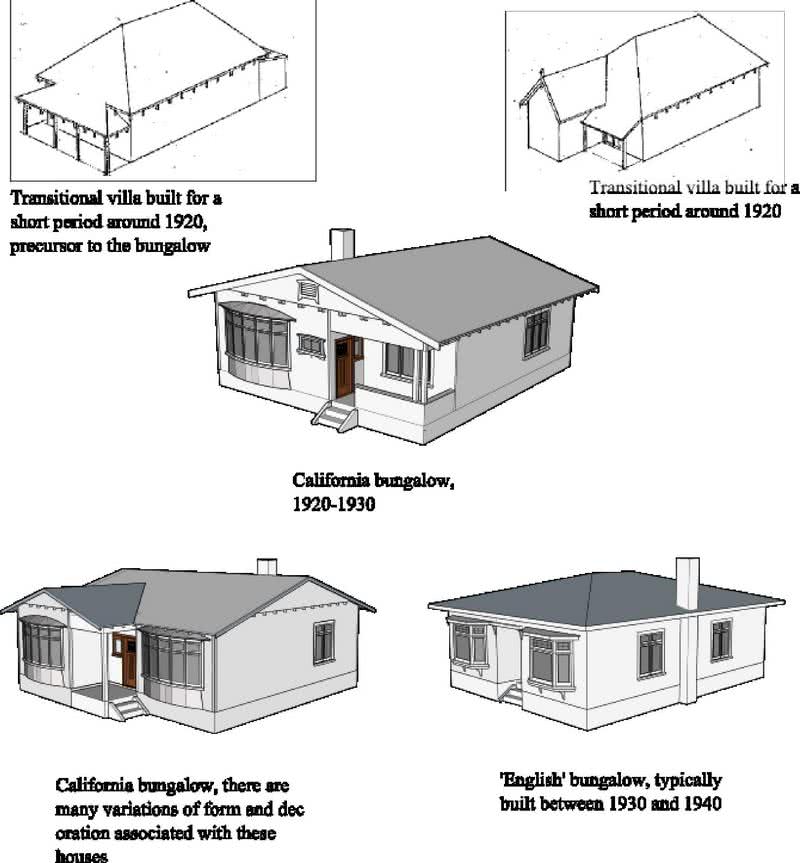 Transitional villa built for a
short period around 1920,
precursor to the bungalow
Transitional villa built for a
short period around 1920
California bungalow,
1920-1930
California bungalow, there are
many variations of form and dec
oration associated with these
houses
'English' bungalow, typically
built between 1930 and 1940